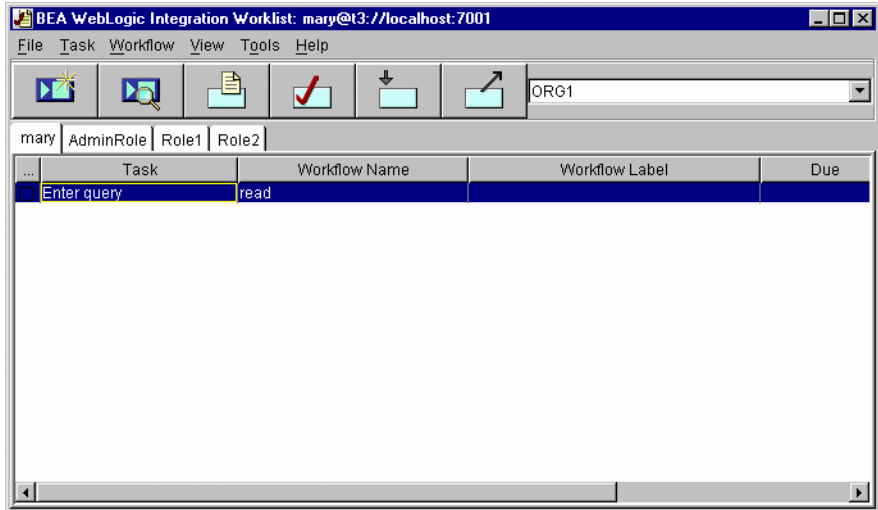 BEA WebLogic Integration Worklist: mary@t3://localhost:7001
File Task Workflow View Tools Help
ORG1
mary AdminRole Role1 Role2
... Task Workflow Name Workflow Label Due
Enter query read